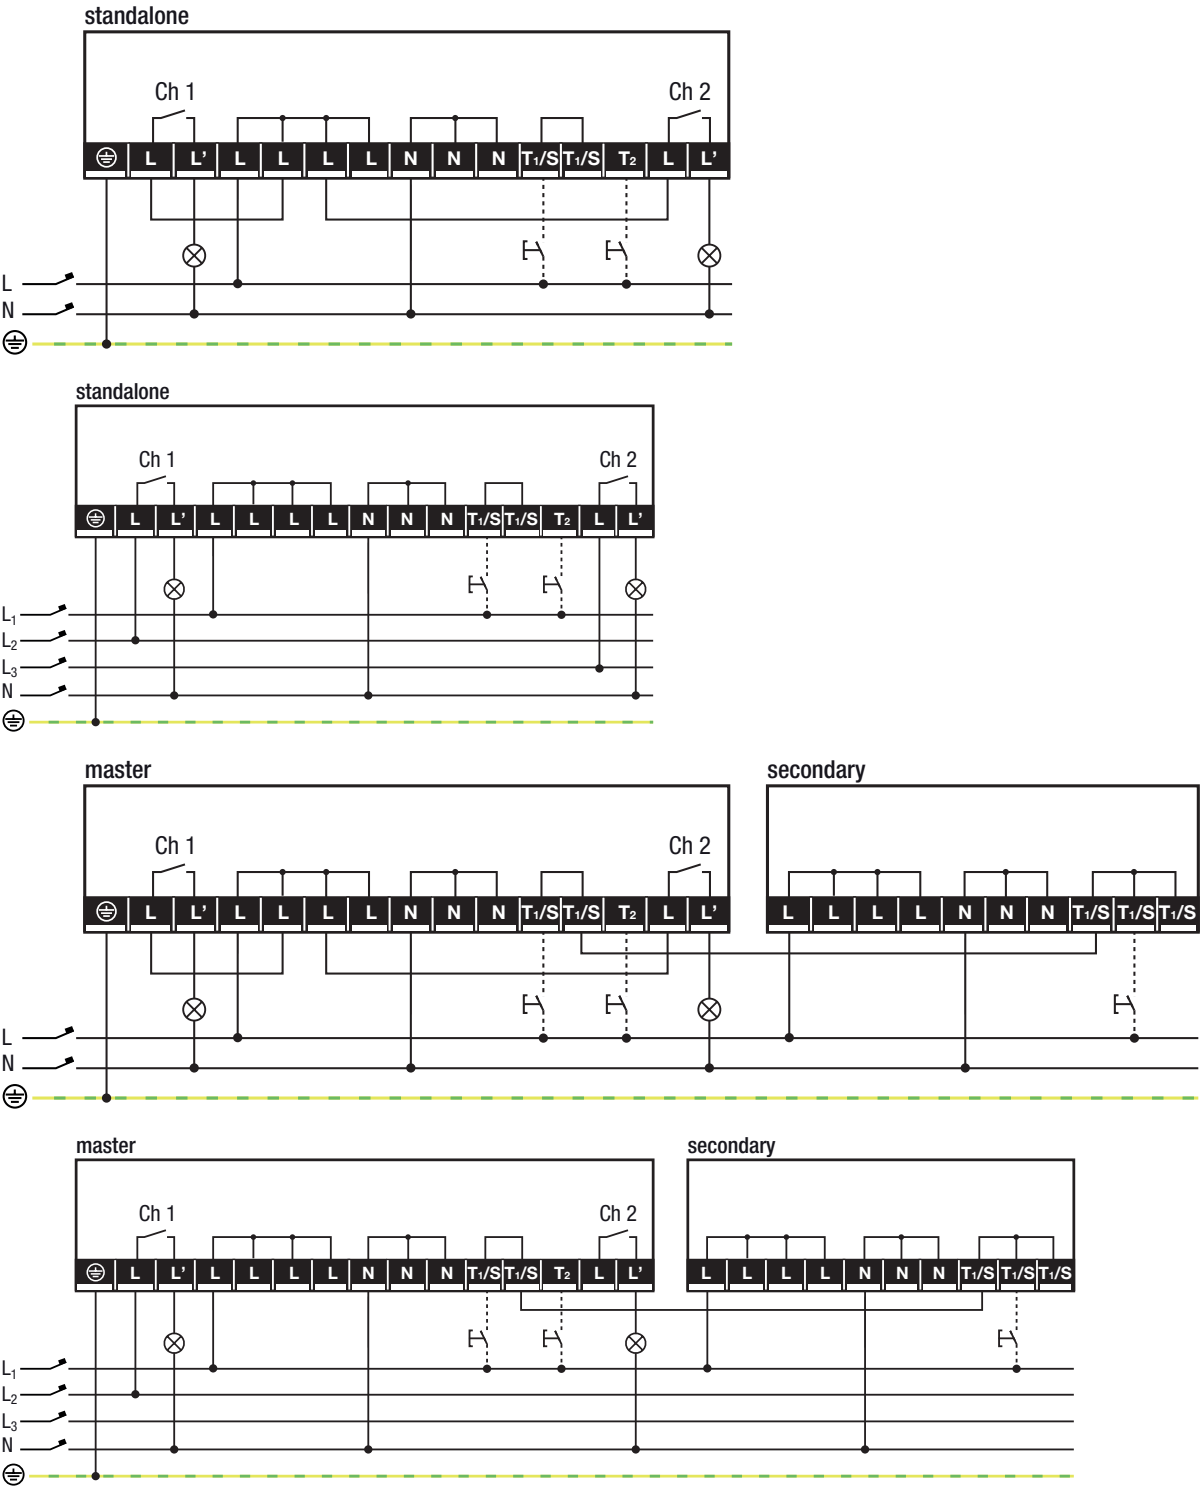 standalone
Ch 1 Ch 2
L L’ L L L L N N N T1/S T1/S T2 L L’
L
N
standalone
Ch 1 Ch 2
L L’ L L L L N N N T1/S T1/S T2 L L’
L1
L2
L3
N
master secondary
Ch 1 Ch 2
L L’ L L L L N N N T1/S T1/S T2 L L’ L L L L N N N T1/S T1/S T1/S
L
N
master secondary
Ch 1 Ch 2
L L’ L L L L N N N T1/S T1/S T2 L L’ L L L L N N N T1/S T1/S T1/S
L1
L2
L3
N